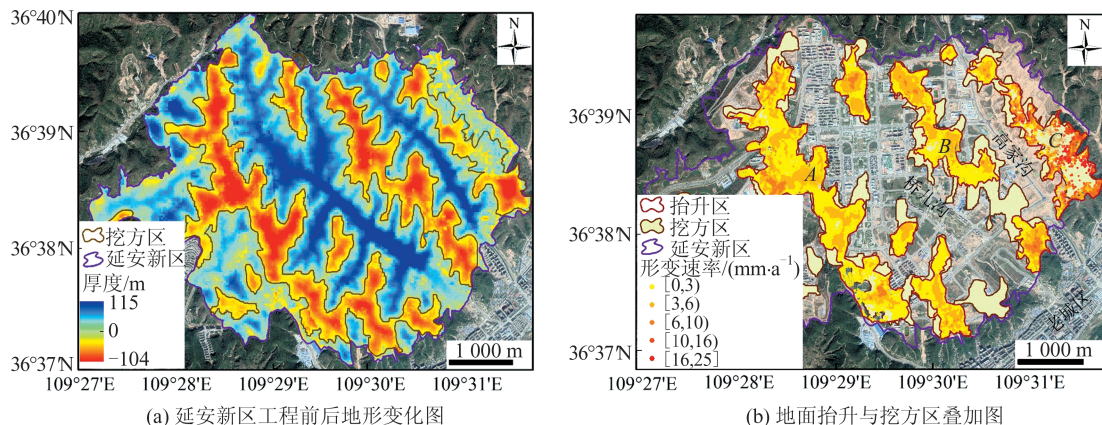 36°40′N
36°39′N
36°38′N
36°37′N
109°27′E 109°28′E 109°29′E 109°30′E 109°31′E
N
挖方区
延安新区
厚度/m
115
0
−104
1 000 m
(a) 延安新区工程前后地形变化图
36°40′N
36°39′N
36°38′N
36°37′N
109°27′E 109°28′E 109°29′E 109°30′E 109°31′E
N
A
B
C
高家沟
桥儿沟
老城区
抬升区
挖方区
延安新区
形变速率/(mm·a⁻¹)
[0,3)
[3,6)
[6,10)
[10,16)
[16,25]
1 000 m
(b) 地面抬升与挖方区叠加图